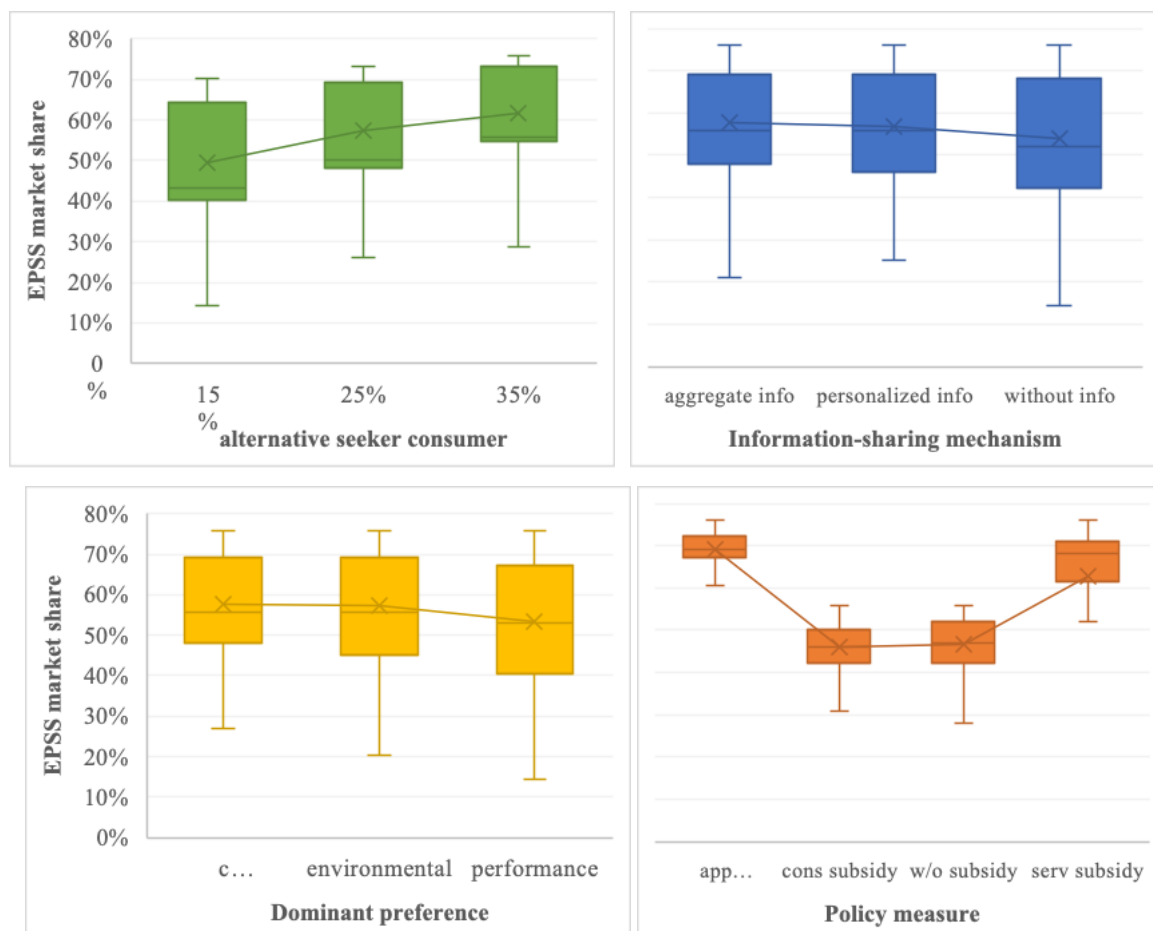 80%
70%
60%
50%
40%
30%
20%
10%
0
%
EPSS market share
15
%
25%
35%
alternative seeker consumer
aggregate info
personalized info
without info
Information-sharing mechanism
80%
70%
60%
50%
40%
30%
20%
10%
0%
EPSS market share
c...
environmental
performance
Dominant preference
app...
cons subsidy
w/o subsidy
serv subsidy
Policy measure